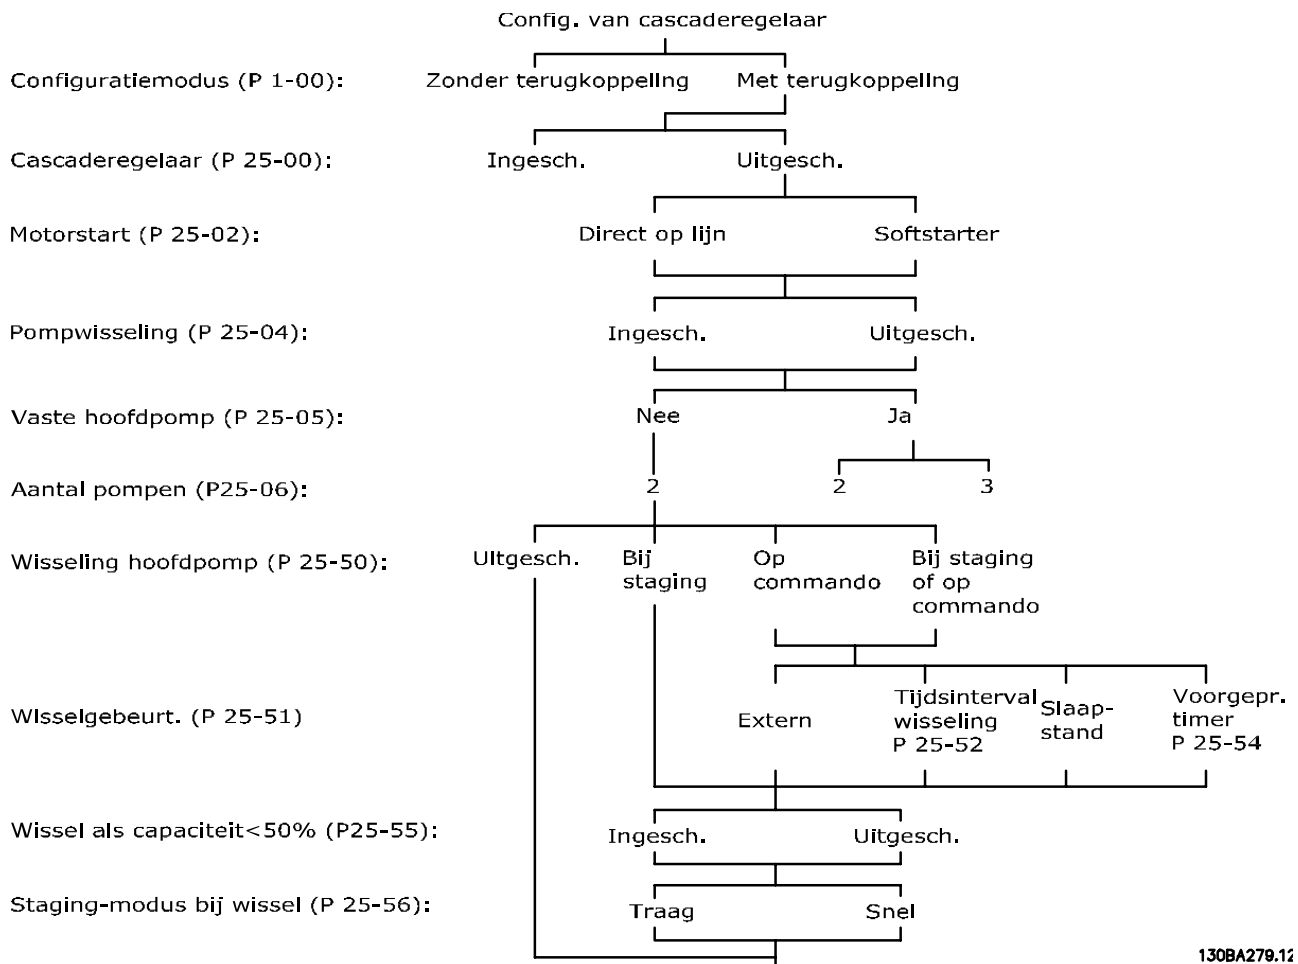 Config. van cascaderegelaar
Configuratiemodus (P 1-00): Zonder terugkoppelIng Met terugkoppelIng
Cascaderegelaar (P 25-00): Ingesch. Uitgesch.
Motorstart (P 25-02): Direct op lijn Softstarter
Pompwisseling (P 25-04): Ingesch. Uitgesch.
Vaste hoofdpomp (P 25-05): Nee Ja
Aantal pompen (P25-06): 2 2 3
Wisseling hoofdpomp (P 25-50): UItgesch. Bij staging Op commando Bij staging of op commando
WIsselgebeurt. (P 25-51) Extern Tijdsinterval wisseling P 25-52 Slaap-stand Voorgepr. timer P 25-54
Wissel als capaciteit<50% (P25-55): Ingesch. Uitgesch.
Staging-modus bij wissel (P 25-56): Traag Snel
130BA279.12